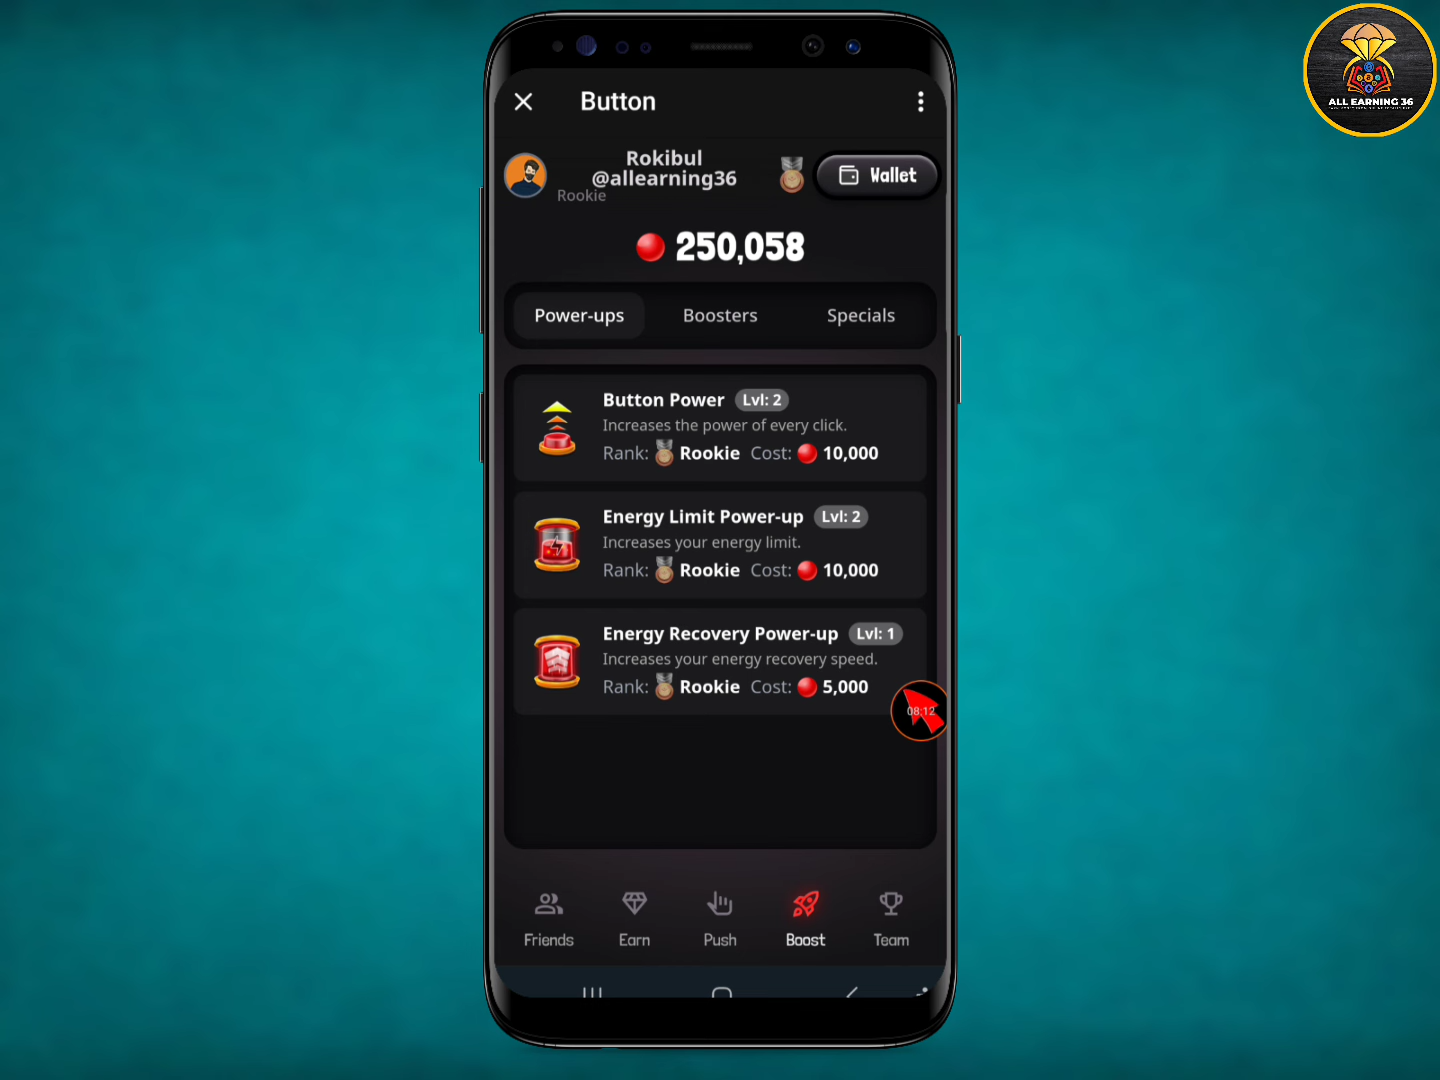 ALL EARNING 36
Button
Rokibul
@allearning36
Rookie
Wallet
250,058
Power-ups
Boosters
Specials
Button Power Lvl: 2
Increases the power of every click.
Rank: Rookie Cost: 10,000
Energy Limit Power-up Lvl: 2
Increases your energy limit.
Rank: Rookie Cost: 10,000
Energy Recovery Power-up Lvl: 1
Increases your energy recovery speed.
Rank: Rookie Cost: 5,000
08:12
Friends
Earn
Push
Boost
Team